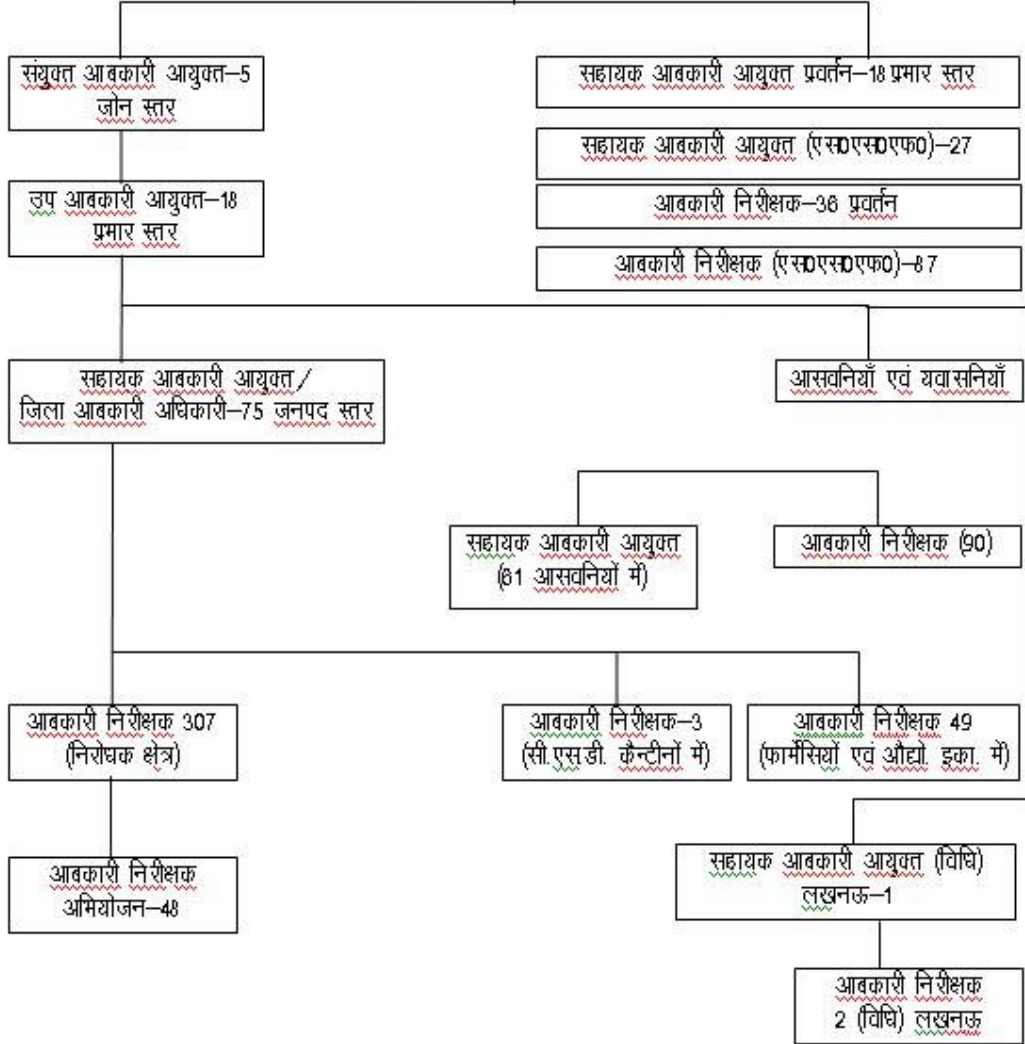 संयुक्त आबकारी आयुक्त–5
जोन स्तर
सहायक आबकारी आयुक्त प्रवर्तन–18 प्रमार स्तर
सहायक आबकारी आयुक्त (एस0एस0एफ0)–27
उप आबकारी आयुक्त–18
प्रमार स्तर
आबकारी निरीक्षक–36 प्रवर्तन
आबकारी निरीक्षक (एस0एस0एफ0)–87
सहायक आबकारी आयुक्त/
जिला आबकारी अधिकारी–75 जनपद स्तर
आसवनियाँ एवं यवासनियाँ
सहायक आबकारी आयुक्त
(61 आसवनियों में)
आबकारी निरीक्षक (90)
आबकारी निरीक्षक 307
(निरोधक क्षेत्र)
आबकारी निरीक्षक–3
(सी.एस.डी. कैन्टीनों में)
आबकारी निरीक्षक 49
(फार्मेसियों एवं औद्यो. इका. में)
आबकारी निरीक्षक
अमियोजन–48
सहायक आबकारी आयुक्त (विधि)
लखनऊ–1
आबकारी निरीक्षक
2 (विधि) लखनऊ